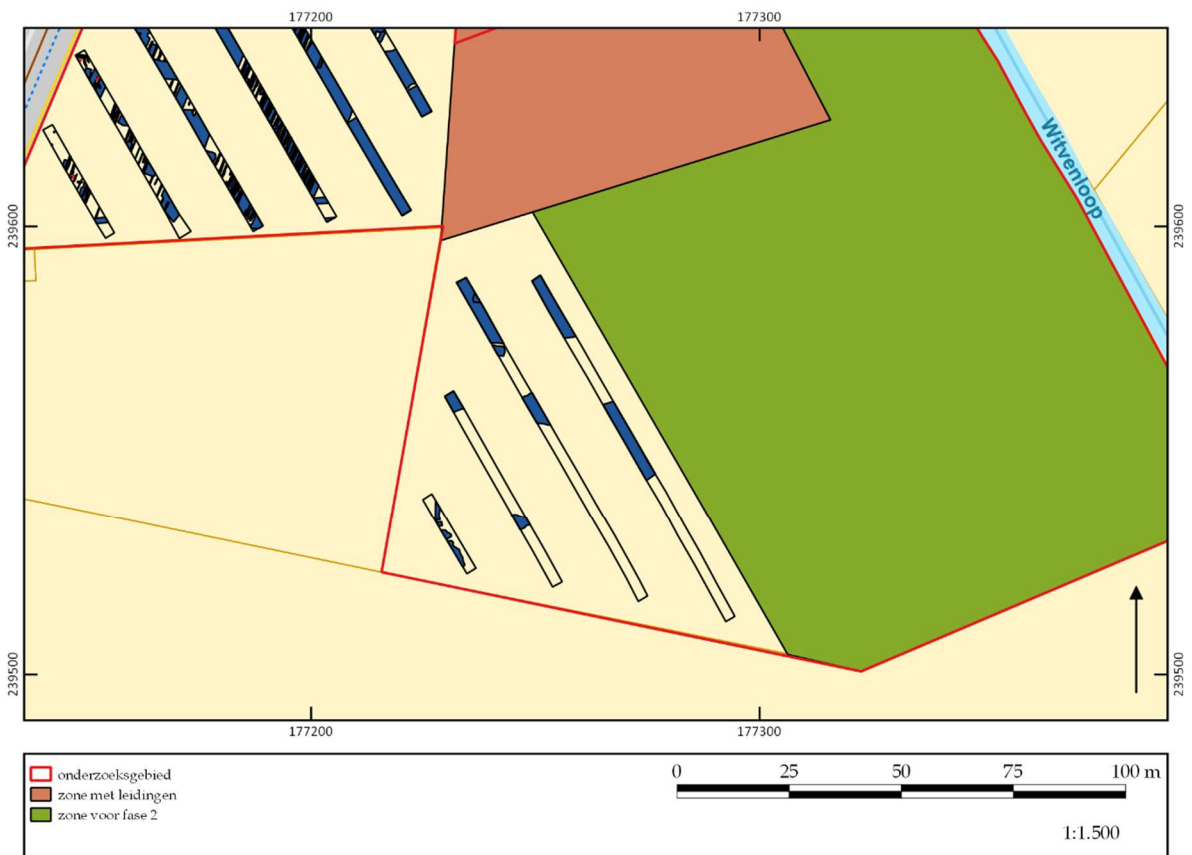 177200 177300
Witvenloop
239600 239600
239500 239500
177200 177300
onderzoeksgebied
zone met leidingen
zone voor fase 2
0 25 50 75 100 m
1:1.500